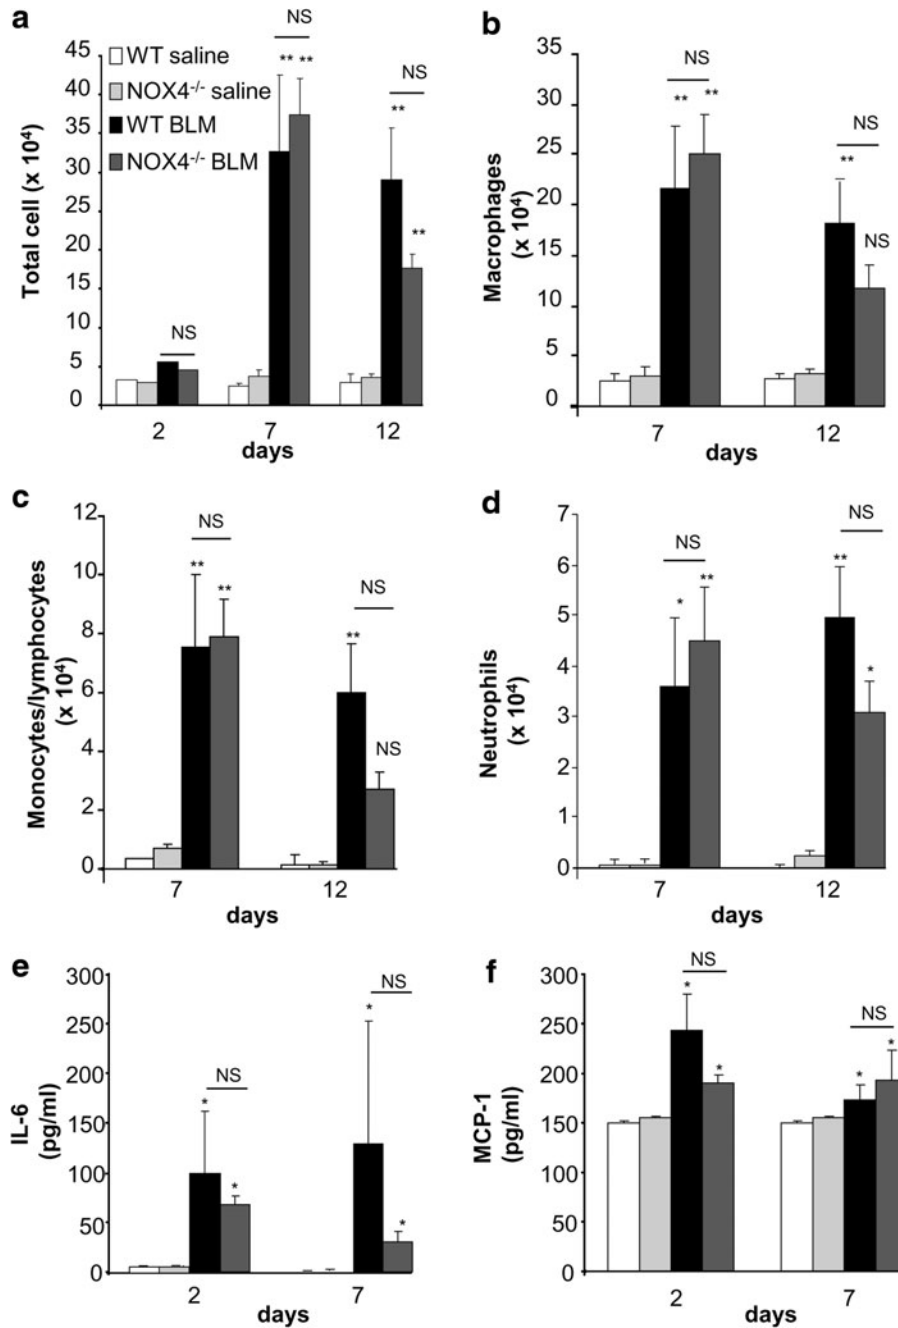 a
NS
** **
NS
**
**
NS
WT saline
NOX4-/- saline
WT BLM
NOX4-/- BLM
Total cell (x 10⁴)
45
40
35
30
25
20
15
10
5
0
2 7 12
days
b
NS
** **
NS
**
NS
Macrophages
(x 10⁴)
35
30
25
20
15
10
5
0
7 12
days
c
NS
** **
NS
**
NS
Monocytes/lymphocytes
(x 10⁴)
12
10
8
6
4
2
0
7 12
days
d
NS
* **
NS
**
*
Neutrophils
(x 10⁴)
7
6
5
4
3
2
1
0
7 12
days
e
NS
*
*
NS
*
*
IL-6
(pg/ml)
300
250
200
150
100
50
0
2 7
days
f
NS
*
*
NS
* *
MCP-1
(pg/ml)
300
250
200
150
100
50
0
2 7
days